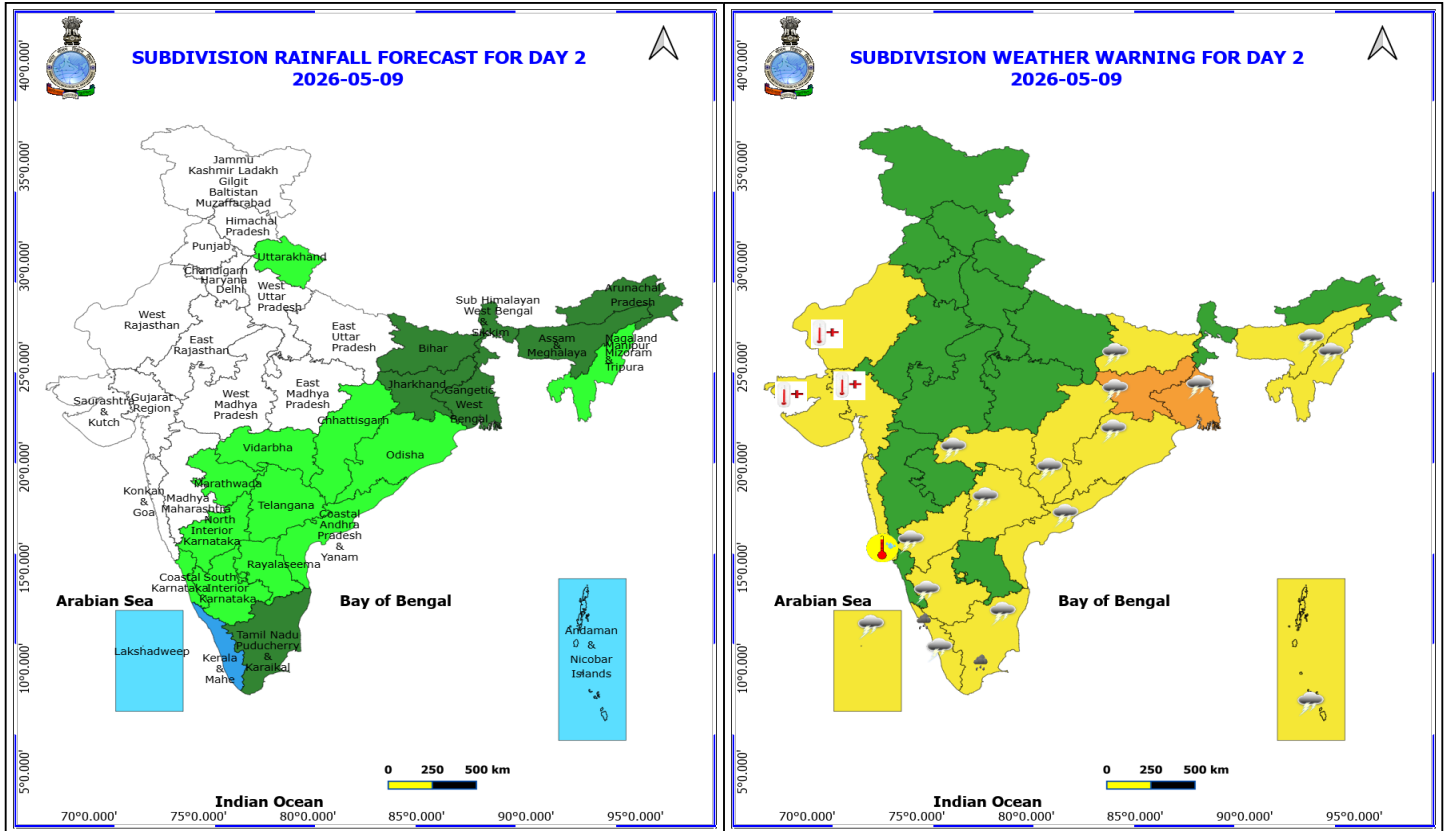 SUBDIVISION RAINFALL FORECAST FOR DAY 2
2026-05-09
40°0.000'
35°0.000'
30°0.000'
25°0.000'
20°0.000'
15°0.000'
10°0.000'
5°0.000'
Jammu
Kashmir Ladakh
Gilgit
Baltistan
Muzaffarabad
Himachal
Pradesh
Punjab
Uttarakhand
Chandigarh
Haryana
Delhi
West
Uttar
Pradesh
West
Rajasthan
East
Rajasthan
East
Uttar
Pradesh
Sub Himalayan
West Bengal
&
Sikkim
Arunachal
Pradesh
Assam
&
Meghalaya
Nagaland
Manipur
Mizoram
&
Tripura
Bihar
Jharkhand
Gangetic
West
Bengal
Saurashtra
&
Kutch
Gujarat
Region
West
Madhya
Pradesh
East
Madhya
Pradesh
Chhattisgarh
Vidarbha
Odisha
Konkan
&
Goa
Madhya
Maharashtra
Marathwada
Telangana
North
Interior
Karnataka
Coastal
Andhra
Pradesh
&
Yanam
Rayalaseema
Coastal
Karnataka
South
Interior
Karnataka
Arabian Sea
Bay of Bengal
Lakshadweep
Kerala
&
Mahe
Tamil Nadu
Puducherry
&
Karaikal
Andaman
&
Nicobar
Islands
0 250 500 km
Indian Ocean
70°0.000' 75°0.000' 80°0.000' 85°0.000' 90°0.000' 95°0.000'
SUBDIVISION WEATHER WARNING FOR DAY 2
2026-05-09
40°0.000'
35°0.000'
30°0.000'
25°0.000'
20°0.000'
15°0.000'
10°0.000'
5°0.000'
Arabian Sea
Bay of Bengal
0 250 500 km
Indian Ocean
70°0.000' 75°0.000' 80°0.000' 85°0.000' 90°0.000' 95°0.000'